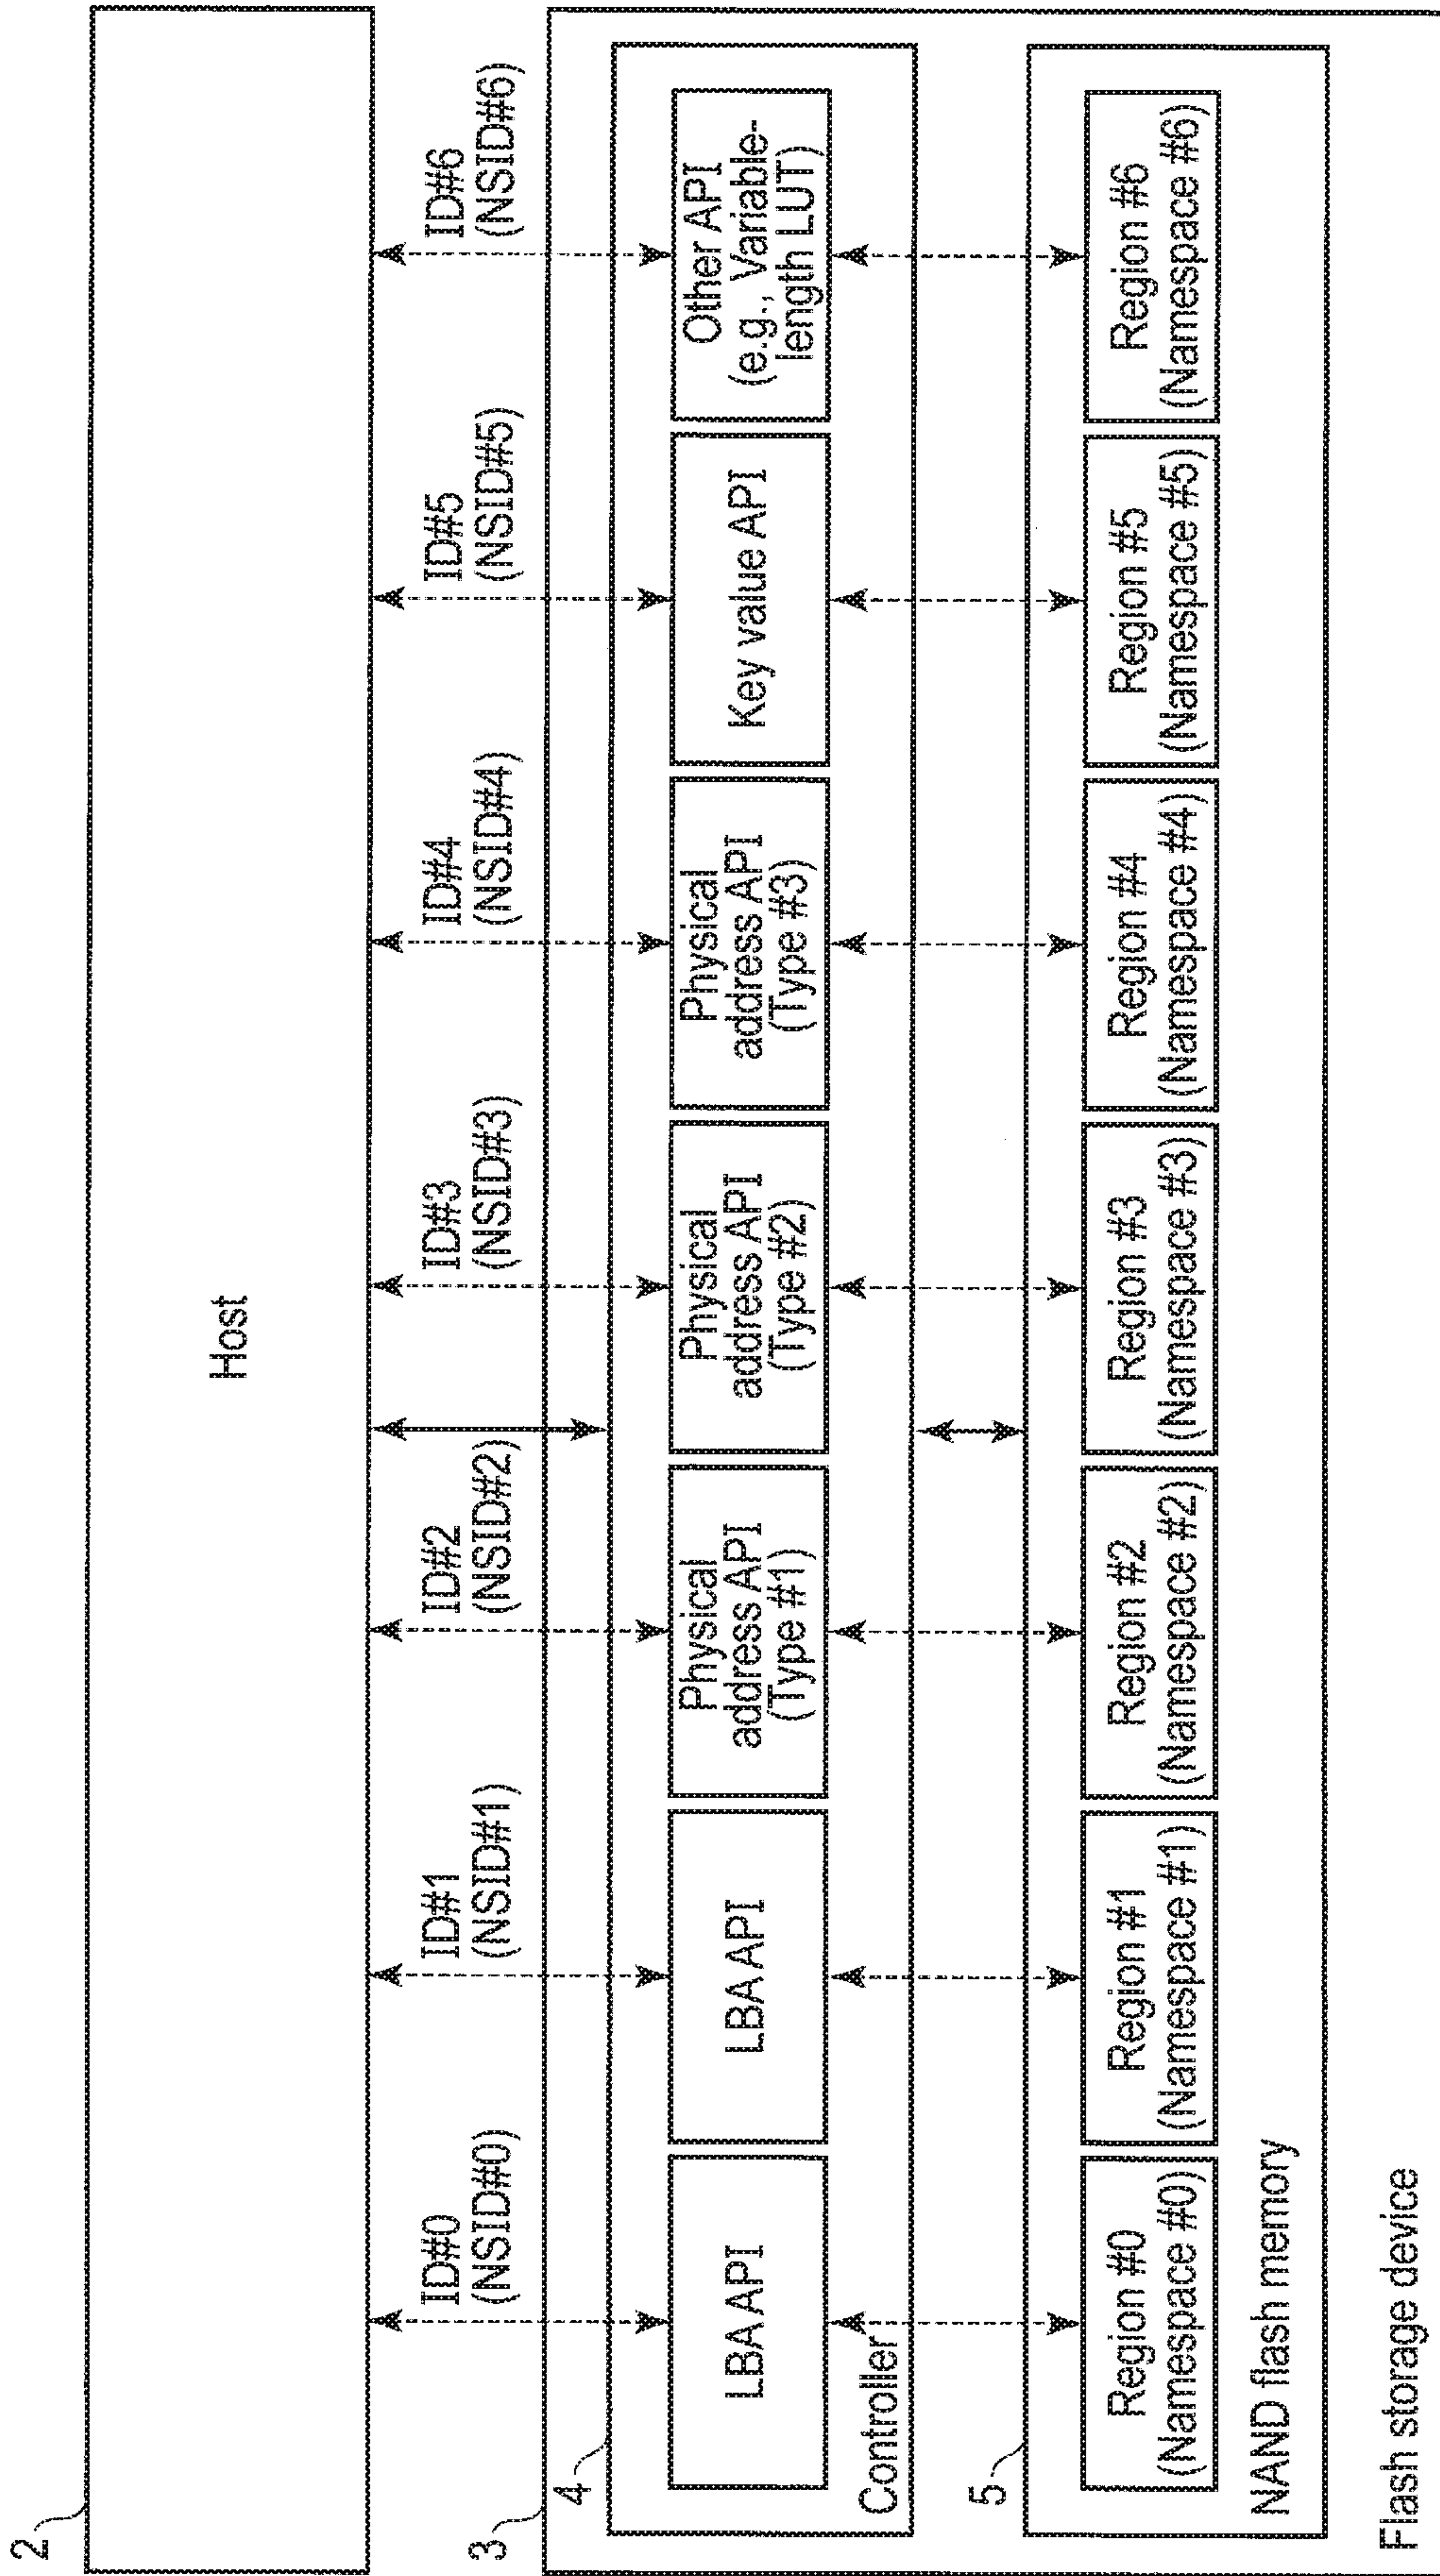 2
Host
ID#0
(NSID#0)
ID#1
(NSID#1)
ID#2
(NSID#2)
ID#3
(NSID#3)
ID#4
(NSID#4)
ID#5
(NSID#5)
ID#6
(NSID#6)
3
4
LBA API
LBA API
Physical
address API
(Type #1)
Physical
address API
(Type #2)
Physical
address API
(Type #3)
Key value API
Other API
(e.g., Variable-
length LUT)
Controller
5
Region #0
(Namespace #0)
Region #1
(Namespace #1)
Region #2
(Namespace #2)
Region #3
(Namespace #3)
Region #4
(Namespace #4)
Region #5
(Namespace #5)
Region #6
(Namespace #6)
NAND flash memory
Flash storage device